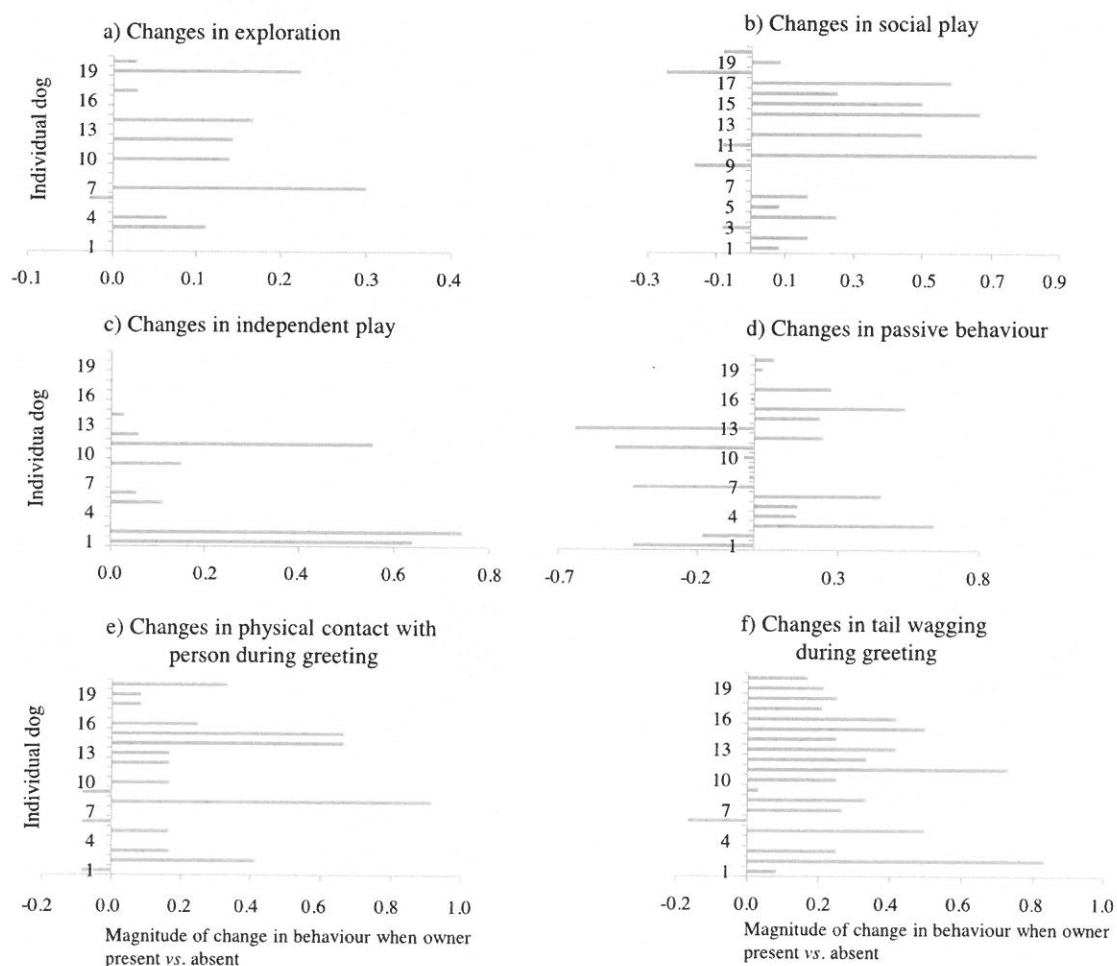 a) Changes in exploration
Individual dog
19
16
13
10
7
4
1
-0.1 0.0 0.1 0.2 0.3 0.4
b) Changes in social play
19
17
15
13
11
9
7
5
3
1
-0.3 -0.1 0.1 0.3 0.5 0.7 0.9
c) Changes in independent play
Individua dog
19
16
13
10
7
4
1
0.0 0.2 0.4 0.6 0.8
d) Changes in passive behaviour
19
16
13
10
7
4
1
-0.7 -0.2 0.3 0.8
e) Changes in physical contact with
person during greeting
Individual dog
19
16
13
10
7
4
1
-0.2 0.0 0.2 0.4 0.6 0.8 1.0
Magnitude of change in behaviour when owner
present vs. absent
f) Changes in tail wagging
during greeting
19
16
13
10
7
4
1
-0.2 0.0 0.2 0.4 0.6 0.8 1.0
Magnitude of change in behaviour when owner
present vs. absent